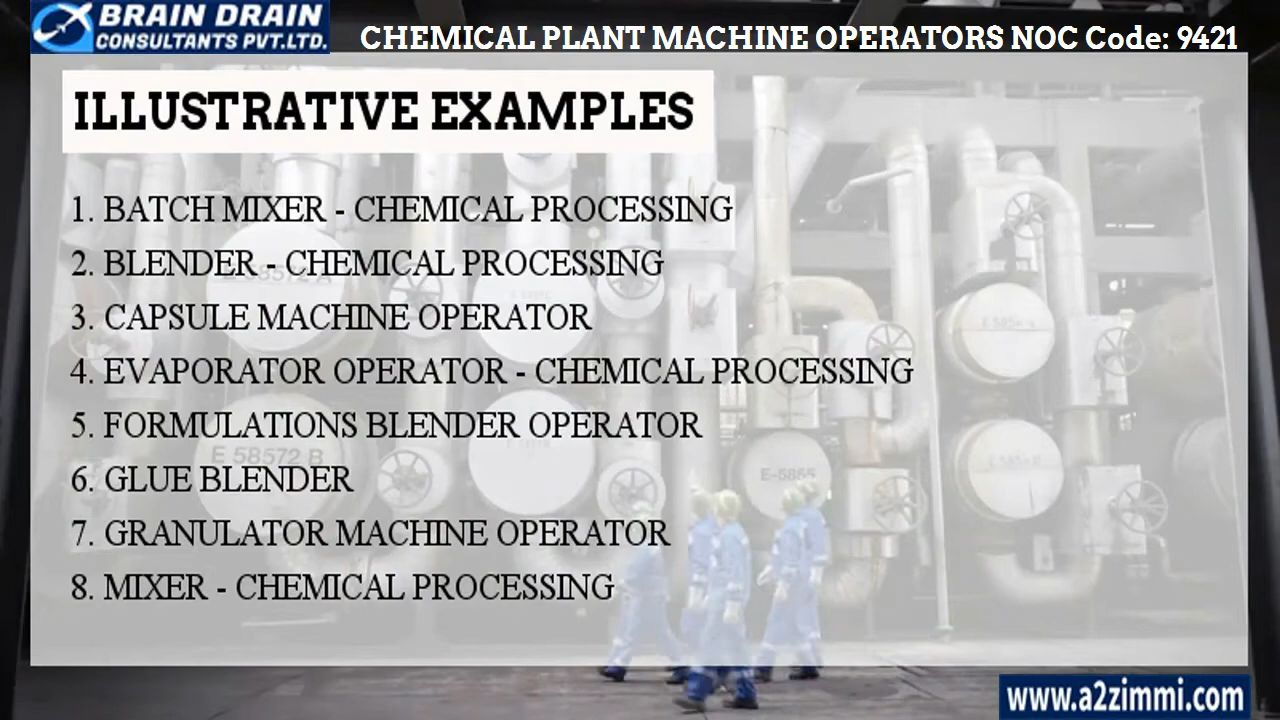 BRAIN DRAIN
CONSULTANTS PVT.LTD.
CHEMICAL PLANT MACHINE OPERATORS NOC Code: 9421
ILLUSTRATIVE EXAMPLES
1. BATCH MIXER - CHEMICAL PROCESSING
2. BLENDER - CHEMICAL PROCESSING
3. CAPSULE MACHINE OPERATOR
4. EVAPORATOR OPERATOR - CHEMICAL PROCESSING
5. FORMULATIONS BLENDER OPERATOR
E 58572 B
6. GLUE BLENDER
7. GRANULATOR MACHINE OPERATOR
8. MIXER - CHEMICAL PROCESSING
www.a2zimmi.com